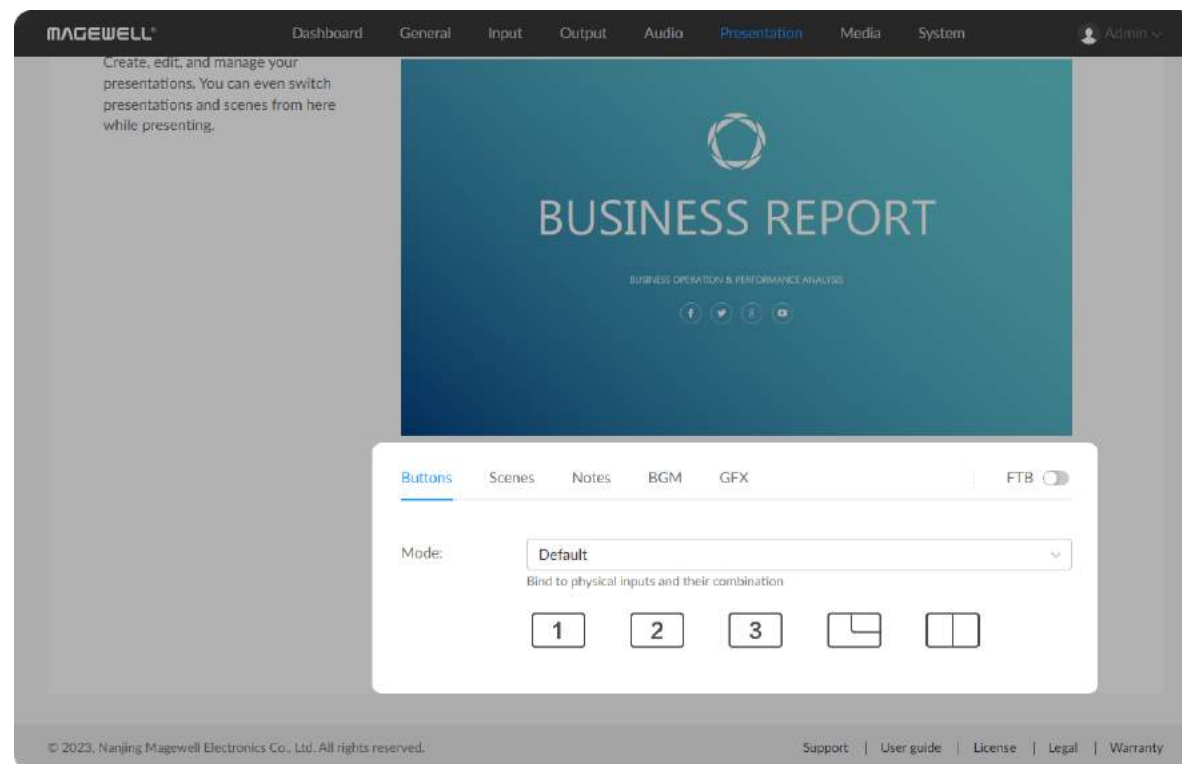 MAGEWELL®
Dashboard General Input Output Audio Presentation Media System Admin
Create, edit, and manage your
presentations. You can even switch
presentations and scenes from here
while presenting.
BUSINESS REPORT
BUSINESS OPERATION & PERFORMANCE ANALYSIS
Buttons Scenes Notes BGM GFX FTB
Mode: Default
Bind to physical inputs and their combination
1 2 3
© 2023, Nanjing Magewell Electronics Co., Ltd. All rights reserved. Support | User guide | License | Legal | Warranty